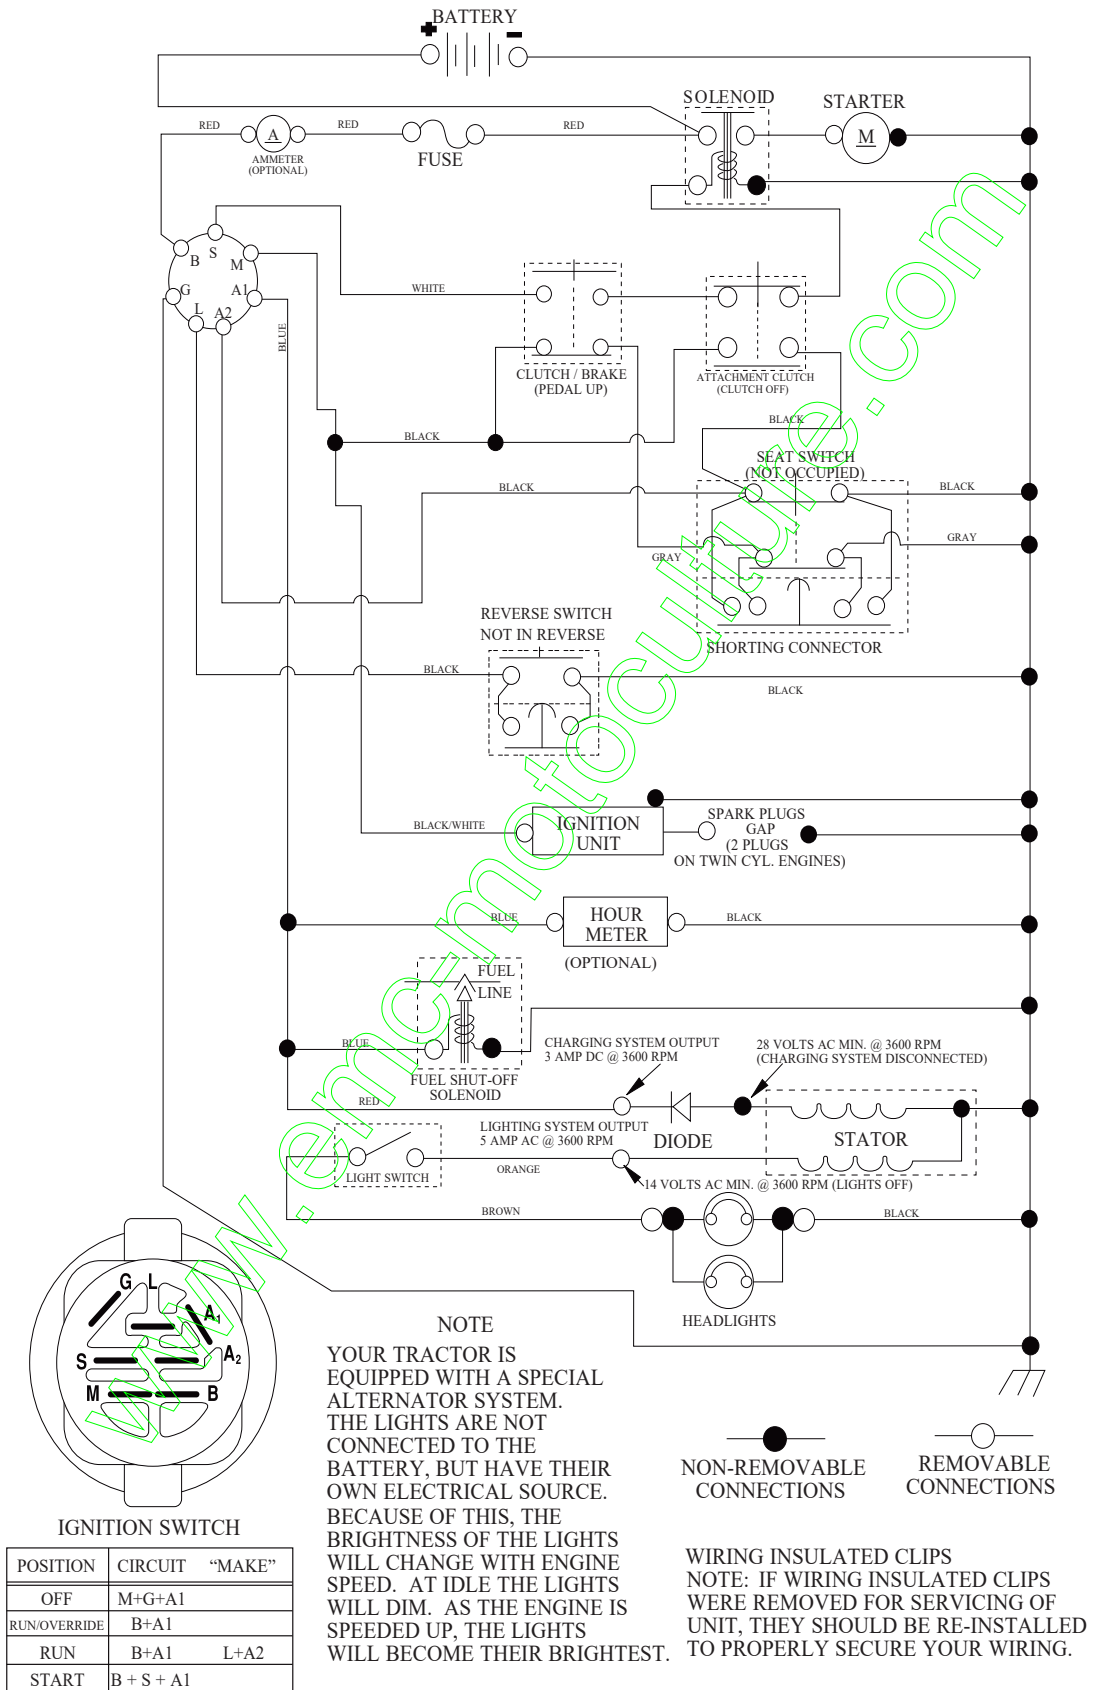 BATTERY
SOLENOID
STARTER
RED
A
RED
RED
M
AMMETER
(OPTIONAL)
FUSE
S
B
M
G
A1
L
A2
WHITE
BLUE
CLUTCH / BRAKE
(PEDAL UP)
ATTACHMENT CLUTCH
(CLUTCH OFF)
BLACK
BLACK
SEAT SWITCH
(NOT OCCUPIED)
BLACK
BLACK
GRAY
GRAY
REVERSE SWITCH
NOT IN REVERSE
SHORTING CONNECTOR
BLACK
BLACK
BLACK/WHITE
IGNITION
UNIT
SPARK PLUGS
GAP
(2 PLUGS
ON TWIN CYL. ENGINES)
BLUE
HOUR
METER
BLACK
(OPTIONAL)
FUEL
LINE
BLUE
FUEL SHUT-OFF
SOLENOID
CHARGING SYSTEM OUTPUT
3 AMP DC @ 3600 RPM
28 VOLTS AC MIN. @ 3600 RPM
(CHARGING SYSTEM DISCONNECTED)
RED
LIGHTING SYSTEM OUTPUT
5 AMP AC @ 3600 RPM
DIODE
STATOR
LIGHT SWITCH
ORANGE
14 VOLTS AC MIN. @ 3600 RPM (LIGHTS OFF)
BROWN
BLACK
HEADLIGHTS
G L
A1
S
A2
M
B
IGNITION SWITCH
POSITION CIRCUIT “MAKE”
OFF M+G+A1
RUN/OVERRIDE B+A1
RUN B+A1 L+A2
START B + S + A1
NOTE
YOUR TRACTOR IS
EQUIPPED WITH A SPECIAL
ALTERNATOR SYSTEM.
THE LIGHTS ARE NOT
CONNECTED TO THE
BATTERY, BUT HAVE THEIR
OWN ELECTRICAL SOURCE.
BECAUSE OF THIS, THE
BRIGHTNESS OF THE LIGHTS
WILL CHANGE WITH ENGINE
SPEED. AT IDLE THE LIGHTS
WILL DIM. AS THE ENGINE IS
SPEEDED UP, THE LIGHTS
WILL BECOME THEIR BRIGHTEST.
NON-REMOVABLE
CONNECTIONS
REMOVABLE
CONNECTIONS
WIRING INSULATED CLIPS
NOTE: IF WIRING INSULATED CLIPS
WERE REMOVED FOR SERVICING OF
UNIT, THEY SHOULD BE RE-INSTALLED
TO PROPERLY SECURE YOUR WIRING.
www.emc-motoculture.com